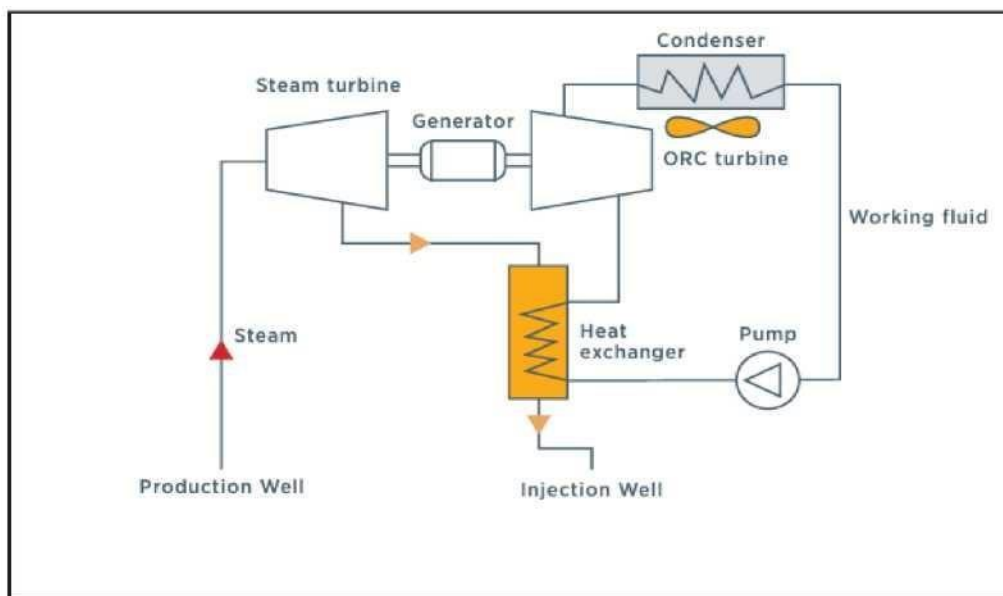 Condenser
Steam turbine
Generator
ORC turbine
Working fluid
Steam
Heat
exchanger
Pump
Production Well
Injection Well